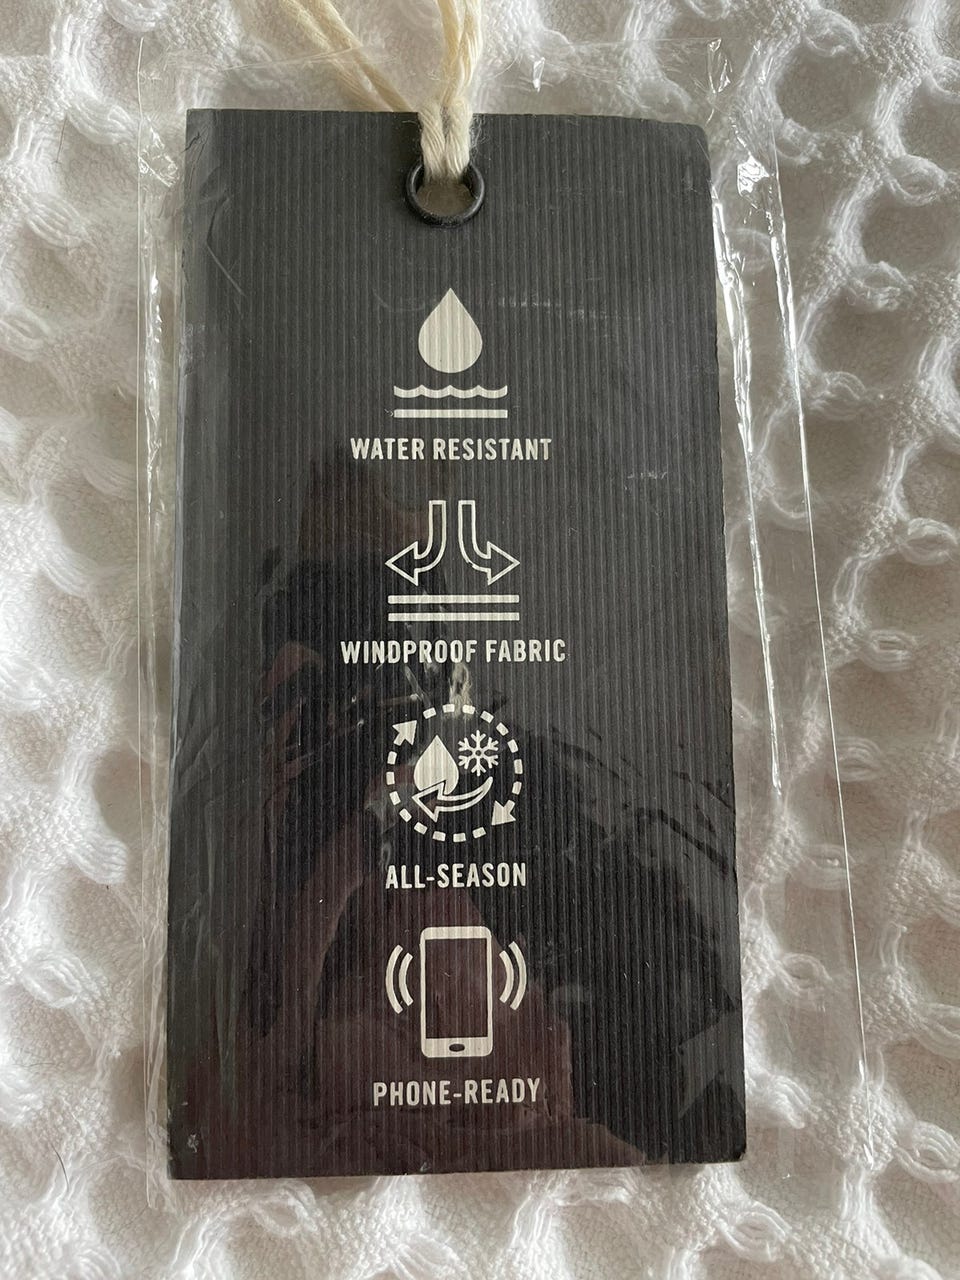 WATER RESISTANT
WINDPROOF FABRIC
ALL-SEASON
PHONE-READY